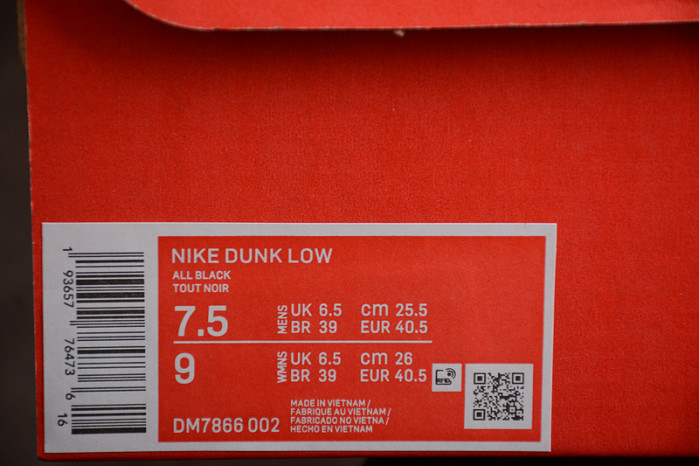 NIKE DUNK LOW
ALL BLACK
TOUT NOIR
7.5 MENS UK 6.5 cm 25.5
BR 39 EUR 40.5
9 WMNS UK 6.5 cm 26
BR 39 EUR 40.5
RFID
MADE IN VIETNAM /
FABRIQUE AU VIETNAM /
FABRICADO NO VIETNA /
HECHO EN VIETNAM
DM7866 002
1 93657 76473 6
16